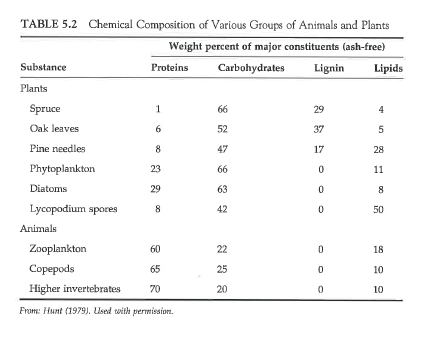 TABLE 5.2 Chemical Composition of Various Groups of Animals and Plants
Weight percent of major constituents (ash-free)
Substance Proteins Carbohydrates Lignin Lipids
Plants
Spruce 1 66 29 4
Oak leaves 6 52 37 5
Pine needles 8 47 17 28
Phytoplankton 23 66 0 11
Diatoms 29 63 0 8
Lycopodium spores 8 42 0 50
Animals
Zooplankton 60 22 0 18
Copepods 65 25 0 10
Higher invertebrates 70 20 0 10
From: Hunt (1979). Used with permission.